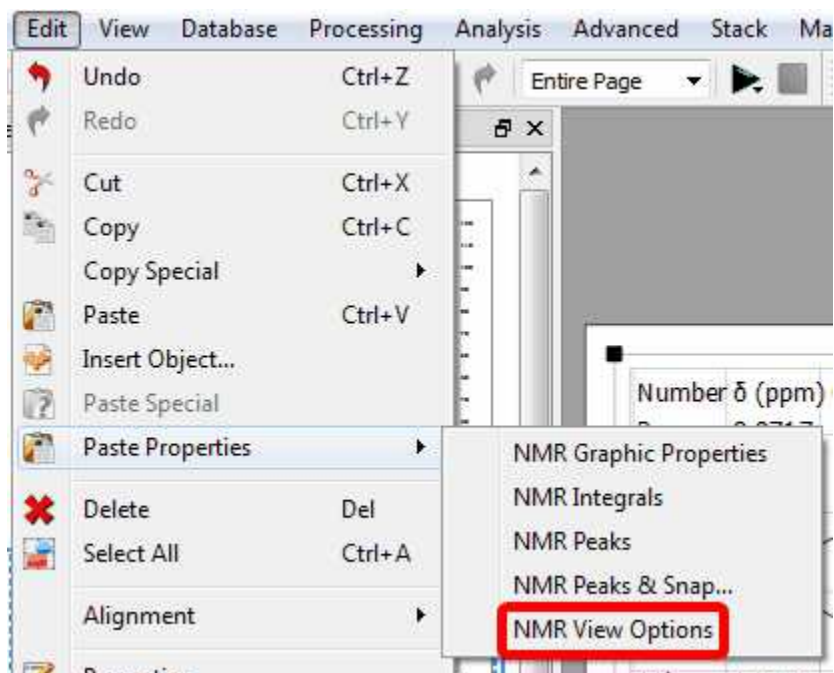 Edit View Database Processing Analysis Advanced Stack Ma
Undo Ctrl+Z
Entire Page
Redo Ctrl+Y
Cut Ctrl+X
Copy Ctrl+C
Copy Special
Paste Ctrl+V
Insert Object...
Paste Special
Number δ (ppm)
Paste Properties
NMR Graphic Properties
NMR Integrals
NMR Peaks
NMR Peaks & Snap...
NMR View Options
Delete Del
Select All Ctrl+A
Alignment